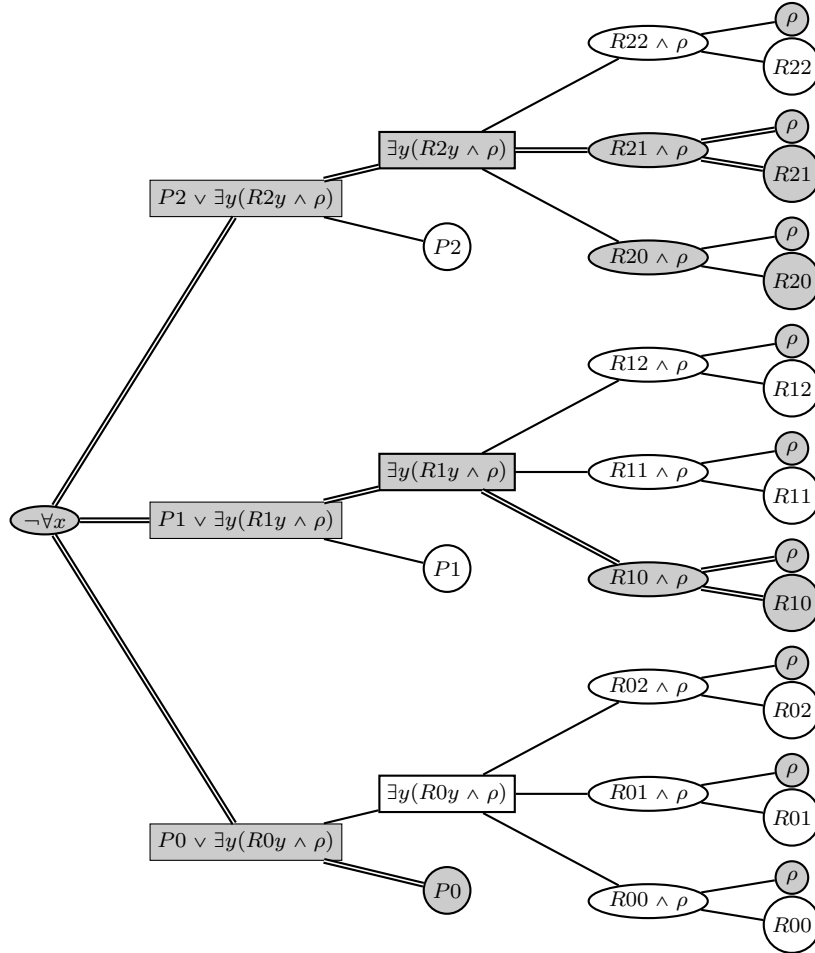 ρ
R22 ∧ ρ
R22
ρ
∃y(R2y ∧ ρ)
R21 ∧ ρ
R21
P2 ∨ ∃y(R2y ∧ ρ)
ρ
P2
R20 ∧ ρ
R20
ρ
R12 ∧ ρ
R12
ρ
∃y(R1y ∧ ρ)
R11 ∧ ρ
R11
¬∀x
P1 ∨ ∃y(R1y ∧ ρ)
ρ
P1
R10 ∧ ρ
R10
ρ
R02 ∧ ρ
R02
ρ
∃y(R0y ∧ ρ)
R01 ∧ ρ
R01
P0 ∨ ∃y(R0y ∧ ρ)
ρ
P0
R00 ∧ ρ
R00